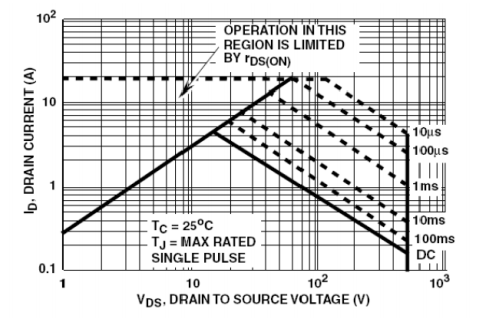 10²
OPERATION IN THIS
REGION IS LIMITED
BY rDS(ON)
10
1
0.1
ID, DRAIN CURRENT (A)
10µs
100µs
1ms
10ms
100ms
DC
TC = 25°C
TJ = MAX RATED
SINGLE PULSE
1
10
10²
10³
VDS, DRAIN TO SOURCE VOLTAGE (V)